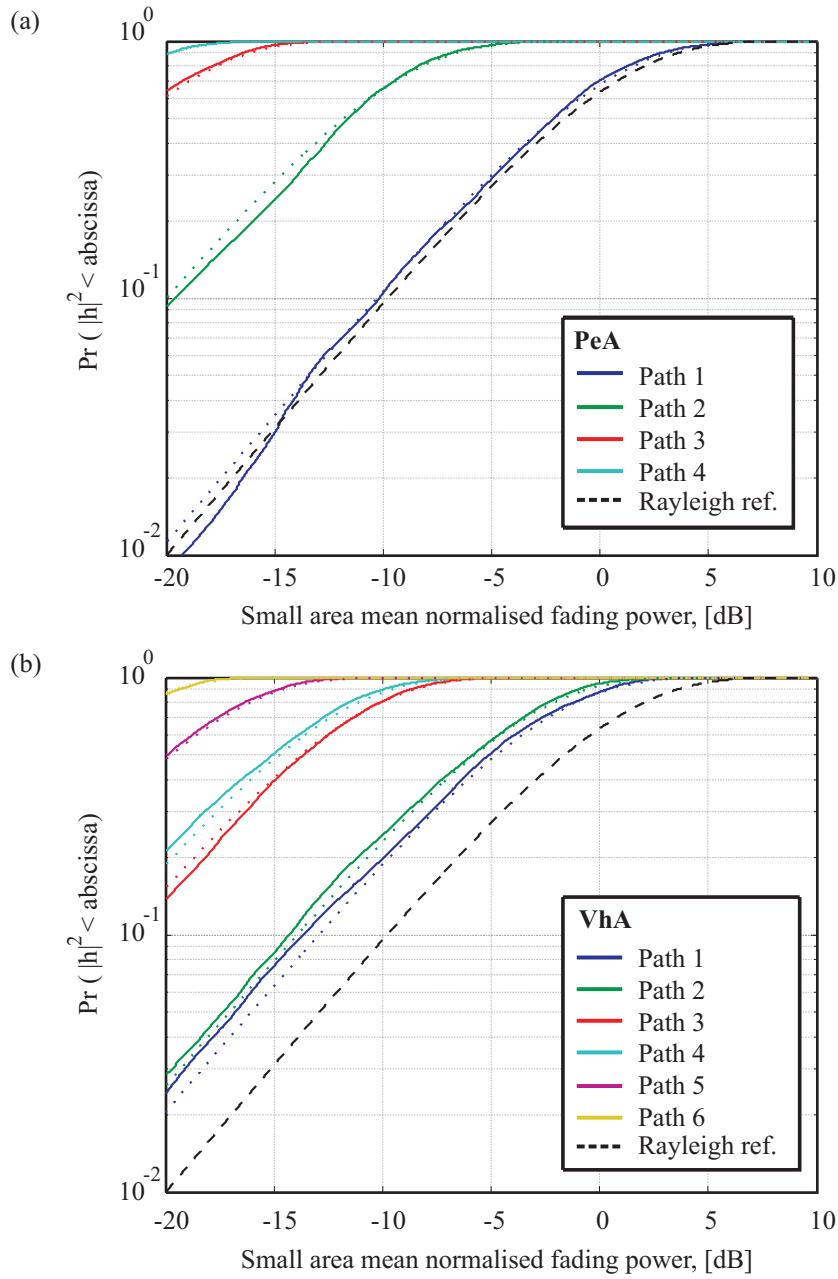 (a)
10^0
10^-1
10^-2
Pr ( |h|^2 < abscissa)
PeA
Path 1
Path 2
Path 3
Path 4
Rayleigh ref.
-20 -15 -10 -5 0 5 10
Small area mean normalised fading power, [dB]
(b)
10^0
10^-1
10^-2
Pr ( |h|^2 < abscissa)
VhA
Path 1
Path 2
Path 3
Path 4
Path 5
Path 6
Rayleigh ref.
-20 -15 -10 -5 0 5 10
Small area mean normalised fading power, [dB]